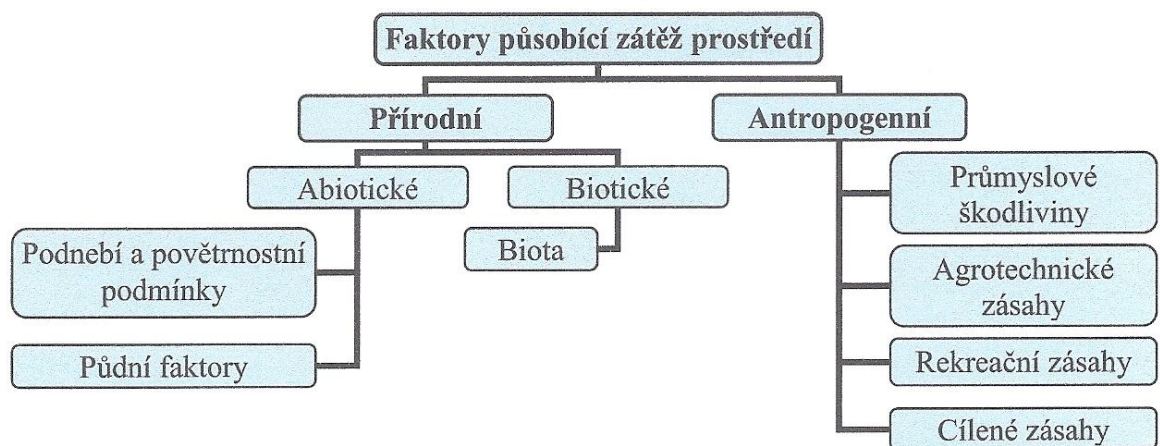 Faktory působící zátěž prostředí
Přírodní
Antropogenní
Abiotické
Biotické
Podnebí a povětrnostní
podmínky
Biota
Půdní faktory
Průmyslové
škodliviny
Agrotechnické
zásahy
Rekreační zásahy
Cílené zásahy